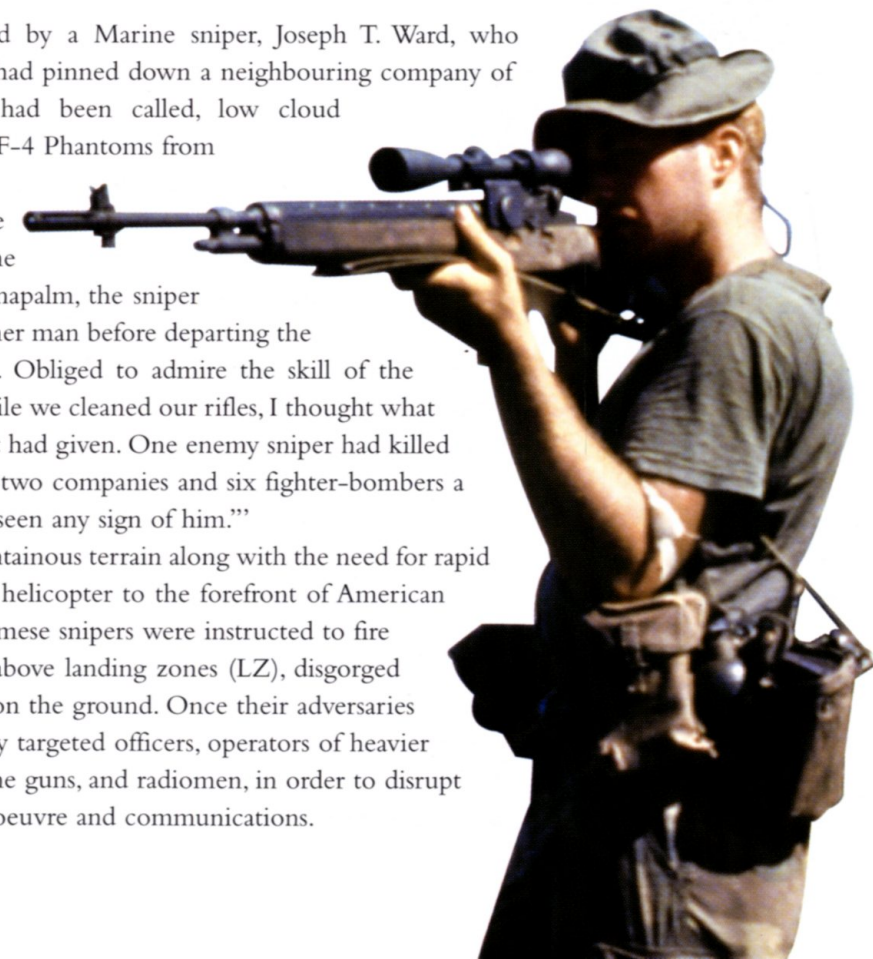 d by a Marine sniper, Joseph T. Ward, who
had pinned down a neighbouring company of
had been called, low cloud
F-4 Phantoms from
e
ne
napalm, the sniper
her man before departing the
. Obliged to admire the skill of the
ile we cleaned our rifles, I thought what
had given. One enemy sniper had killed
two companies and six fighter-bombers a
seen any sign of him.”’
ntainous terrain along with the need for rapid
helicopter to the forefront of American
mese snipers were instructed to fire
above landing zones (LZ), disgorged
on the ground. Once their adversaries
y targeted officers, operators of heavier
ne guns, and radiomen, in order to disrupt
oeuvre and communications.